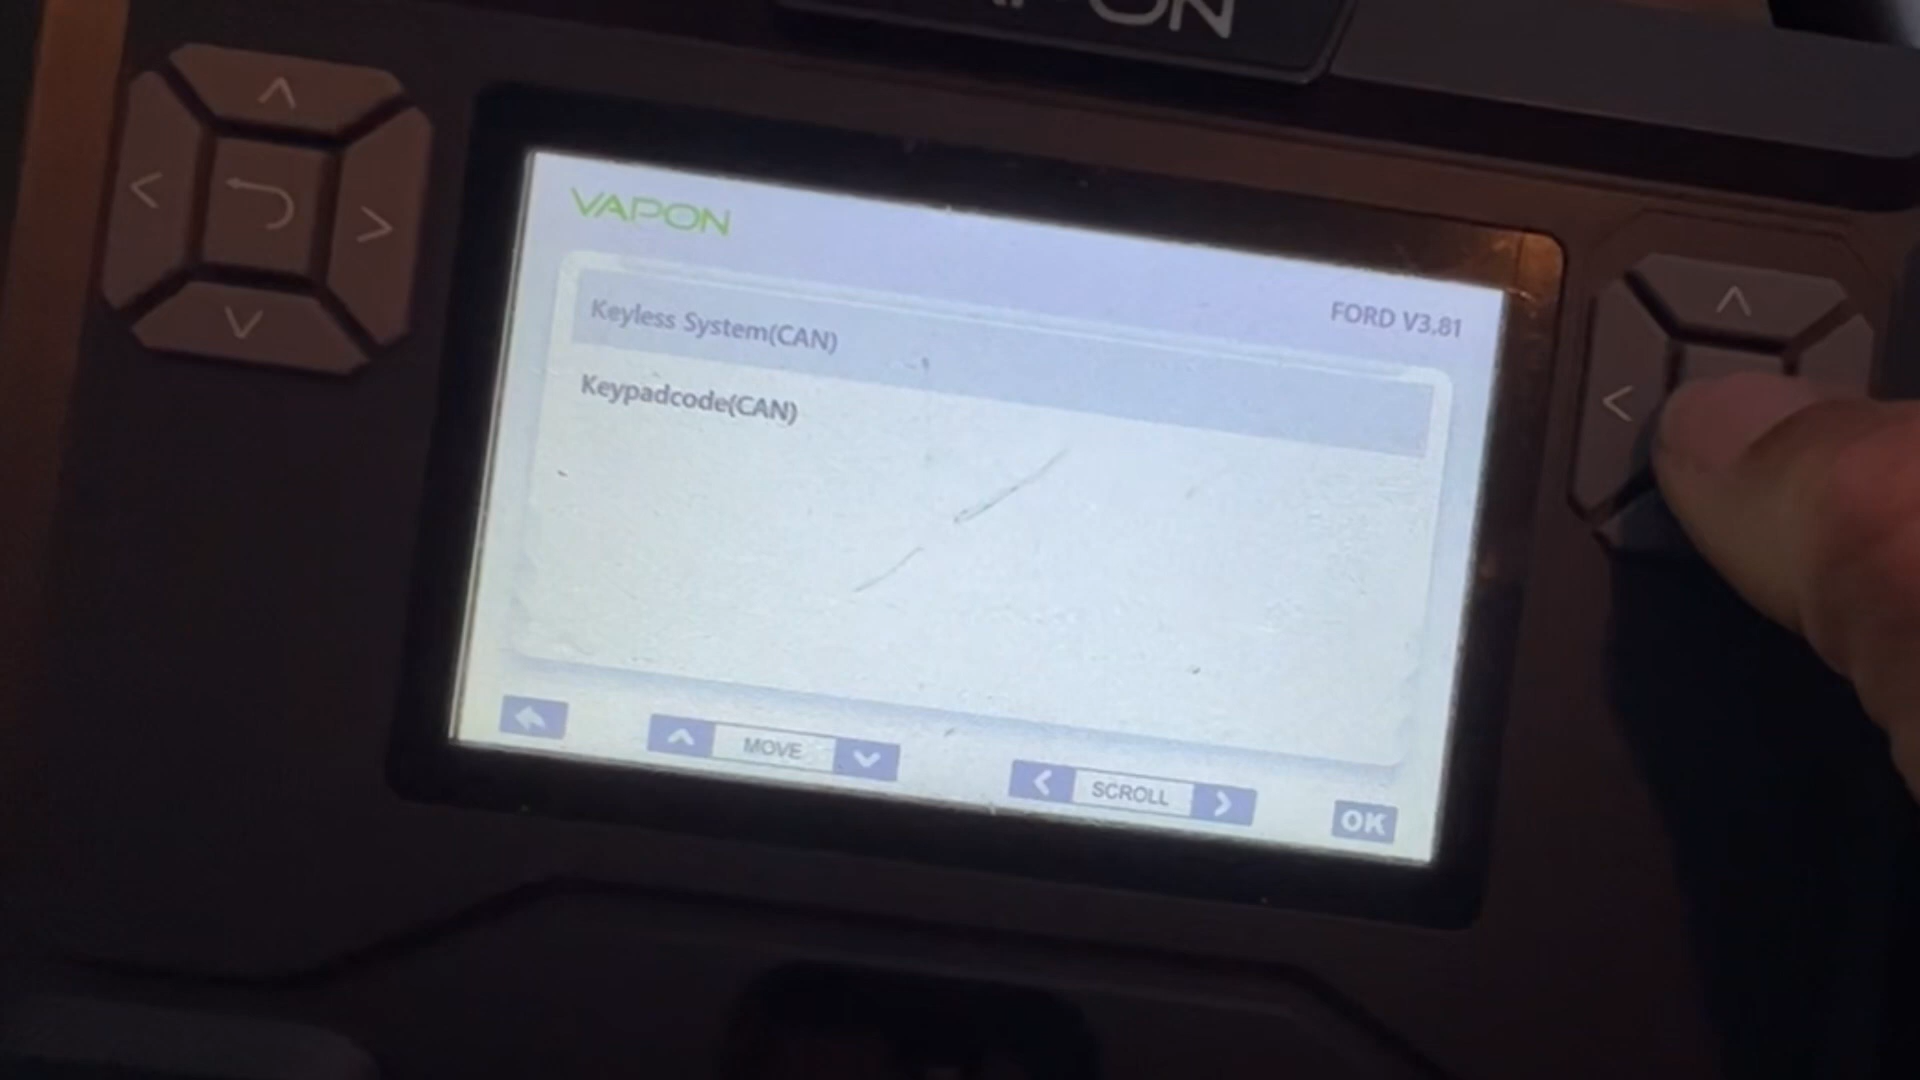 VAPON
FORD V3.81
Keyless System(CAN)
Keypadcode(CAN)
MOVE
SCROLL
OK